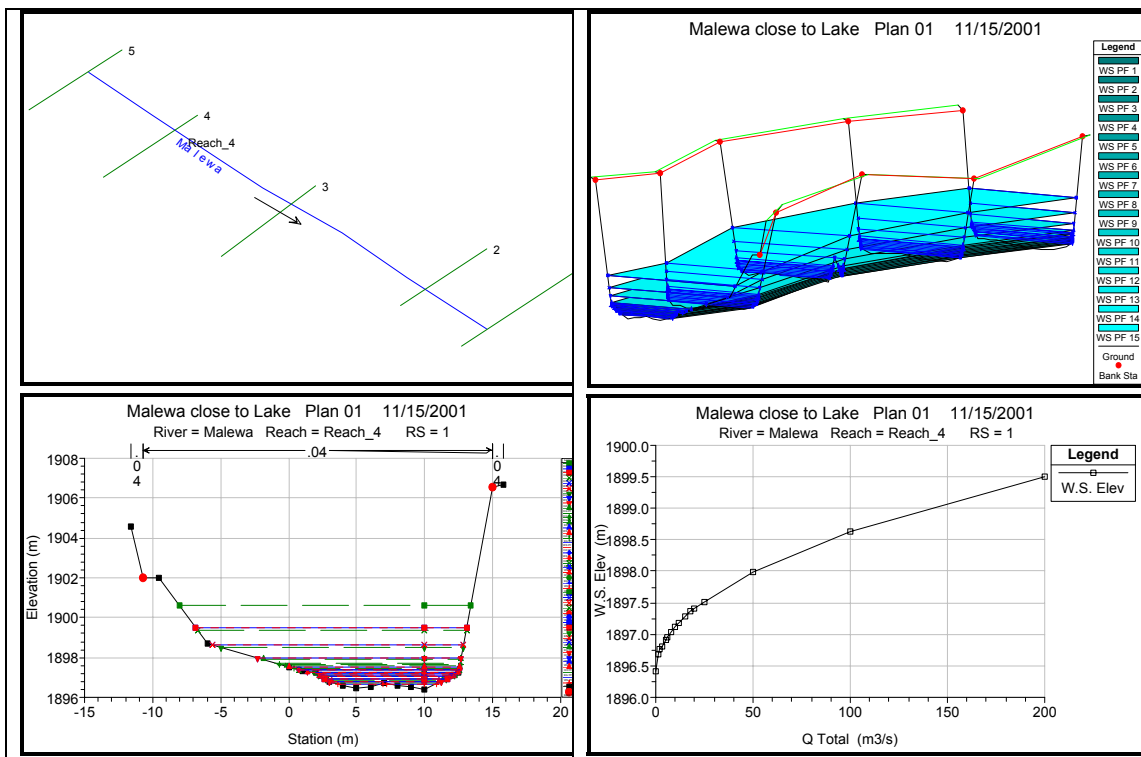 5
4
Reach_4
Malewa
3
2
Malewa close to Lake Plan 01 11/15/2001
Legend
WS PF 1
WS PF 2
WS PF 3
WS PF 4
WS PF 5
WS PF 6
WS PF 7
WS PF 8
WS PF 9
WS PF 10
WS PF 11
WS PF 12
WS PF 13
WS PF 14
WS PF 15
Ground
Bank Sta
Malewa close to Lake Plan 01 11/15/2001
River = Malewa Reach = Reach_4 RS = 1
.04
.04
.04
1908
1906
1904
1902
1900
1898
1896
Elevation (m)
-15
-10
-5
0
5
10
15
20
Station (m)
Malewa close to Lake Plan 01 11/15/2001
River = Malewa Reach = Reach_4 RS = 1
Legend
W.S. Elev
1900.0
1899.5
1899.0
1898.5
1898.0
1897.5
1897.0
1896.5
1896.0
W.S. Elev (m)
0
50
100
150
200
Q Total (m3/s)